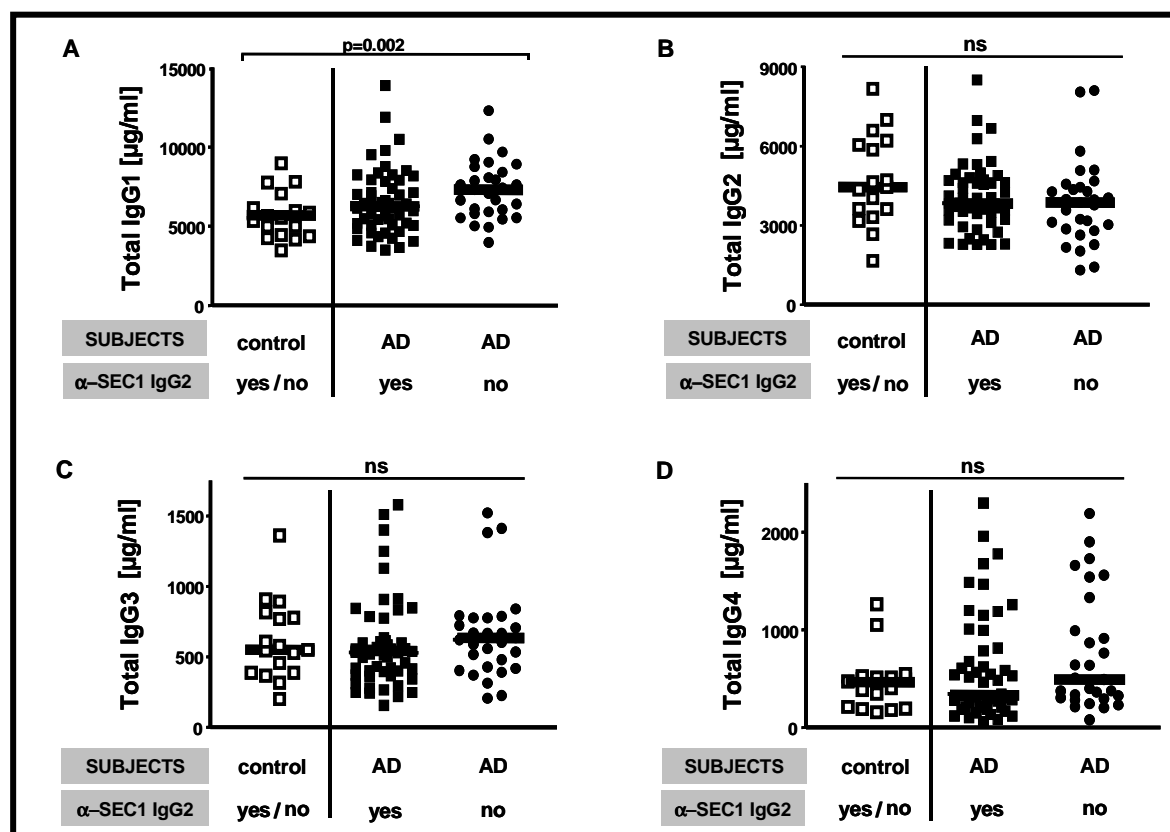 A
p=0.002
Total IgG1 [µg/ml]
15000
10000
5000
0
SUBJECTS control AD AD
α–SEC1 IgG2 yes/no yes no
B
ns
Total IgG2 [µg/ml]
9000
6000
3000
0
SUBJECTS control AD AD
α–SEC1 IgG2 yes/no yes no
C
ns
Total IgG3 [µg/ml]
1500
1000
500
0
SUBJECTS control AD AD
α–SEC1 IgG2 yes/no yes no
D
ns
Total IgG4 [µg/ml]
2000
1000
0
SUBJECTS control AD AD
α–SEC1 IgG2 yes/no yes no